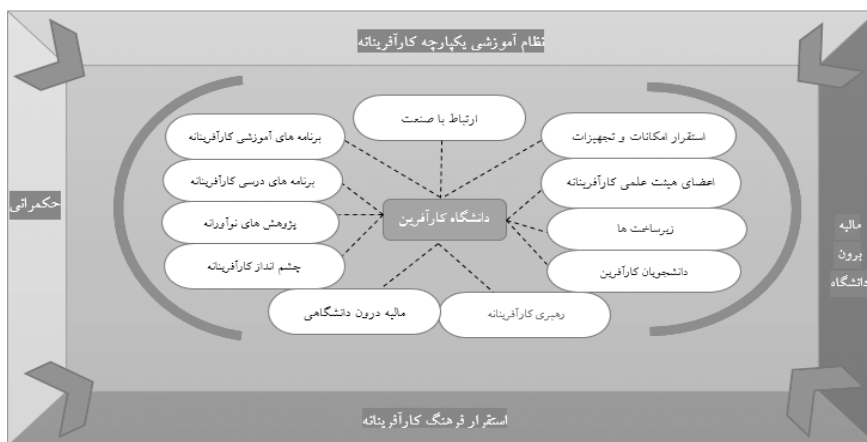 نظام آموزشی یکپارچه کارآفرینانه
ارتباط با صنعت
استقرار امکانات و تجهیزات
اعضای هیئت علمی کارآفرینانه
زیرساخت ها
دانشجویان کارآفرین
برنامه های آموزشی کارآفرینانه
برنامه های درسی کارآفرینانه
پژوهش های نوآورانه
چشم انداز کارآفرینانه
دانشگاه کارآفرین
رهبری کارآفرینانه
مالیه درون دانشگاهی
مالیه
برون
دانشگاه
حکمرانی
استقرار فرهنگ کارآفرینانه